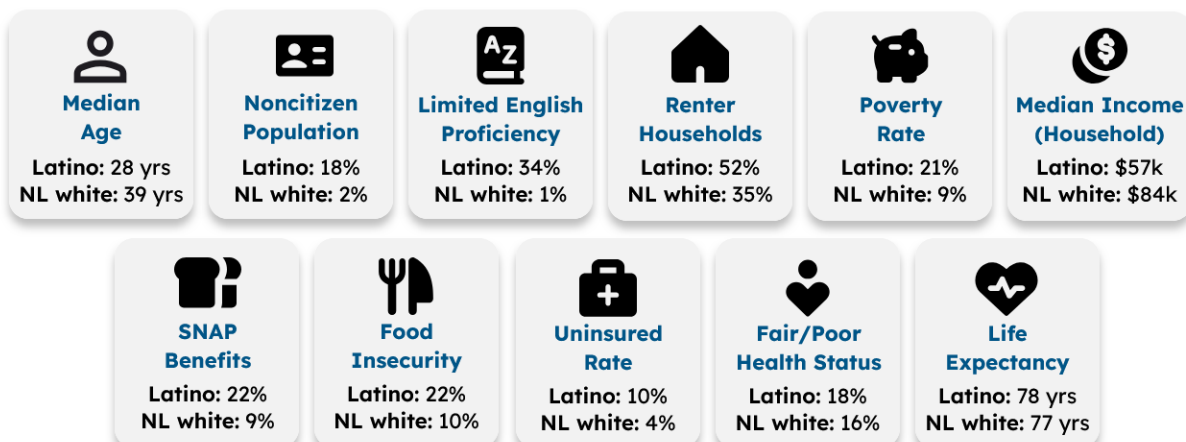 AZ
Median
Age
Latino: 28 yrs
NL white: 39 yrs
Noncitizen
Population
Latino: 18%
NL white: 2%
Limited English
Proficiency
Latino: 34%
NL white: 1%
Renter
Households
Latino: 52%
NL white: 35%
Poverty
Rate
Latino: 21%
NL white: 9%
$
Median Income
(Household)
Latino: $57k
NL white: $84k
SNAP
Benefits
Latino: 22%
NL white: 9%
Food
Insecurity
Latino: 22%
NL white: 10%
Uninsured
Rate
Latino: 10%
NL white: 4%
Fair/Poor
Health Status
Latino: 18%
NL white: 16%
Life
Expectancy
Latino: 78 yrs
NL white: 77 yrs